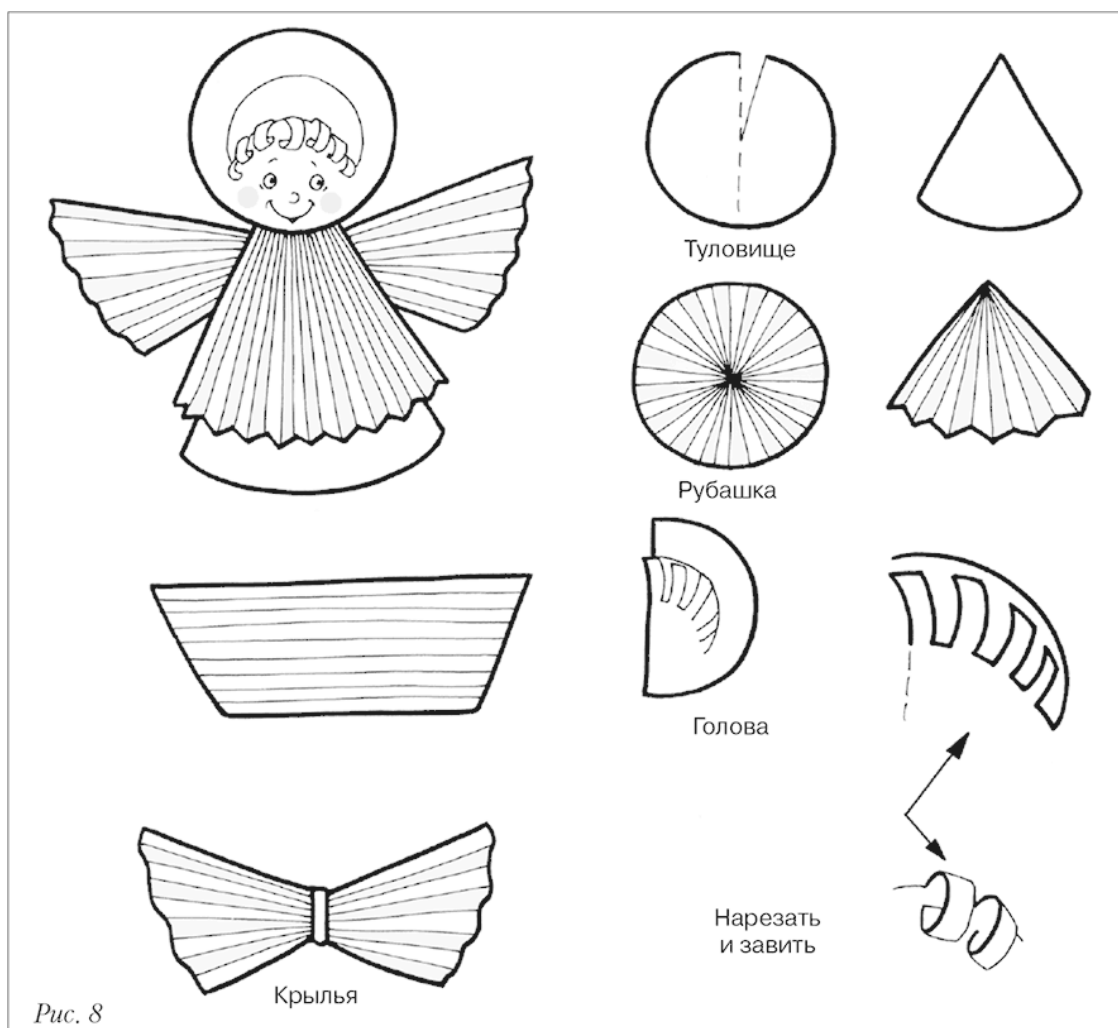 Туловище
Рубашка
Голова
Нарезать
и завить
Крылья
Рис. 8